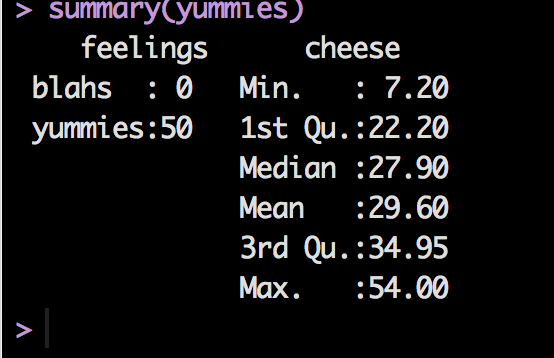 > summary(yummies)
feelings cheese
blahs : 0 Min. : 7.20
yummies:50 1st Qu.:22.20
Median :27.90
Mean :29.60
3rd Qu.:34.95
Max. :54.00
>